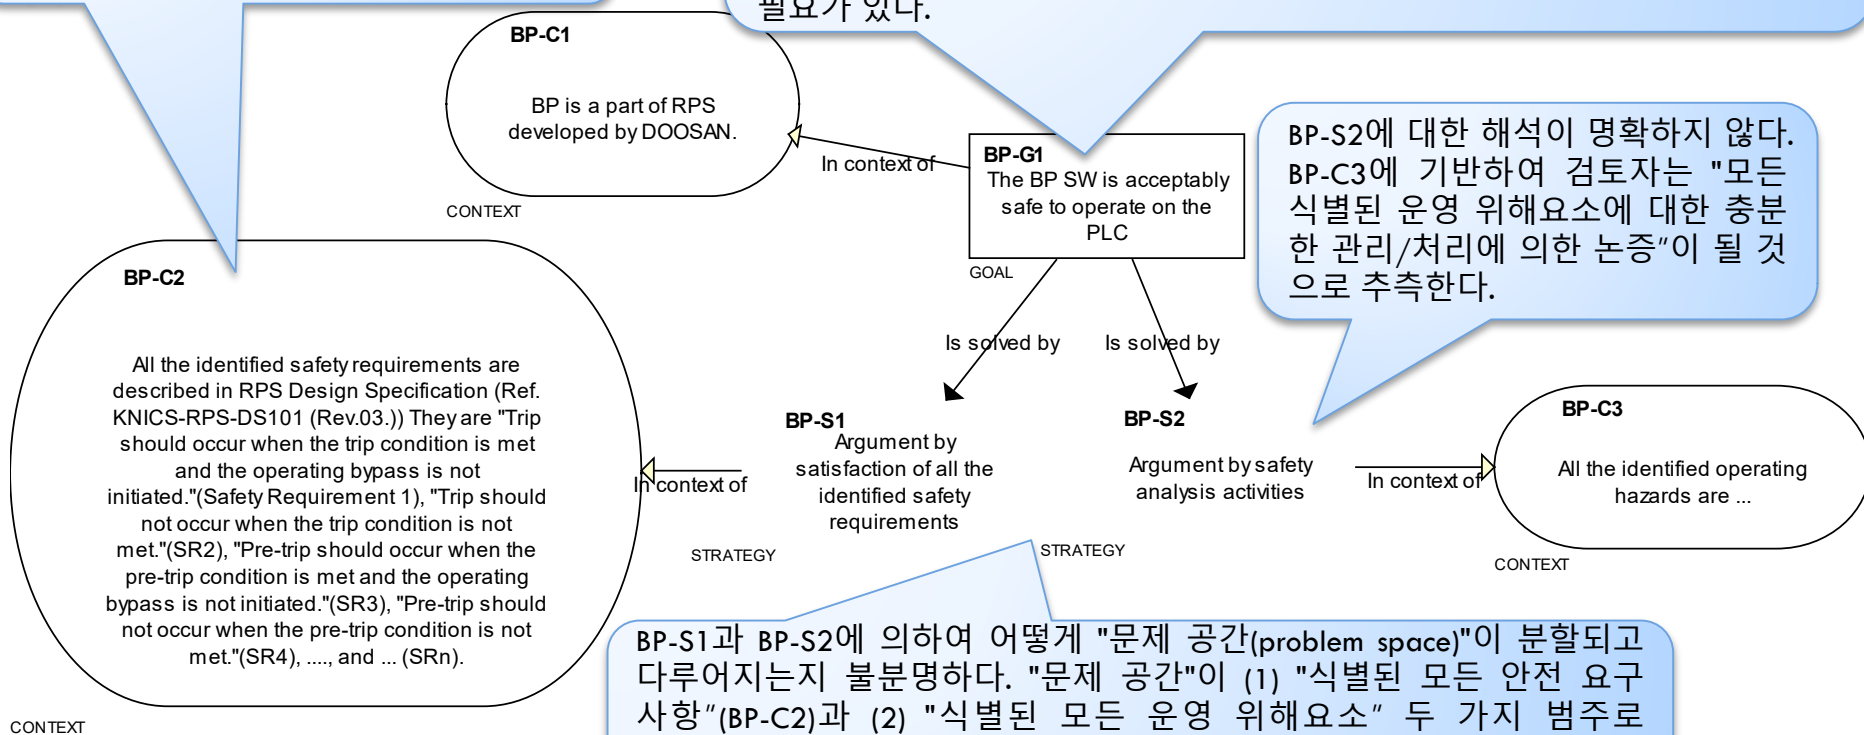 필요가 있다.
BP-C1
BP is a part of RPS
developed by DOOSAN.
CONTEXT
In context of
BP-G1
The BP SW is acceptably
safe to operate on the
PLC
GOAL
BP-S2에 대한 해석이 명확하지 않다.
BP-C3에 기반하여 검토자는 "모든
식별된 운영 위해요소에 대한 충분
한 관리/처리에 의한 논증"이 될 것
으로 추측한다.
BP-C2
All the identified safety requirements are
described in RPS Design Specification (Ref.
KNICS-RPS-DS101 (Rev.03.)) They are "Trip
should occur when the trip condition is met
and the operating bypass is not
initiated."(Safety Requirement 1), "Trip should
not occur when the trip condition is not
met."(SR2), "Pre-trip should occur when the
pre-trip condition is met and the operating
bypass is not initiated."(SR3), "Pre-trip should
not occur when the pre-trip condition is not
met."(SR4), ...., and ... (SRn).
CONTEXT
Is solved by
Is solved by
In context of
BP-S1
Argument by
satisfaction of all the
identified safety
requirements
STRATEGY
BP-S2
Argument by safety
analysis activities
STRATEGY
In context of
BP-C3
All the identified operating
hazards are ...
CONTEXT
BP-S1과 BP-S2에 의하여 어떻게 "문제 공간(problem space)"이 분할되고
다루어지는지 불분명하다. "문제 공간"이 (1) "식별된 모든 안전 요구
사항"(BP-C2)과 (2) "식별된 모든 운영 위해요소" 두 가지 범주로